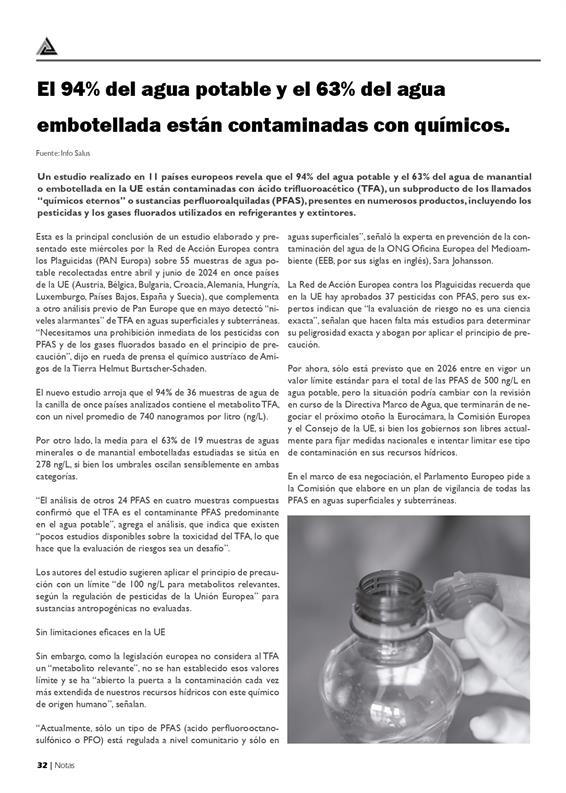 El 94% del agua potable y el 63% del agua
embotellada están contaminadas con químicos.
Fuente: Info Salus
Un estudio realizado en 11 países europeos revela que el 94% del agua potable y el 63% del agua de manantial
o embotellada en la UE están contaminadas con ácido trifluoroacético (TFA), un subproducto de los llamados
“químicos eternos” o sustancias perfluoroalquiladas (PFAS), presentes en numerosos productos, incluyendo los
pesticidas y los gases fluorados utilizados en refrigerantes y extintores.
Esta es la principal conclusión de un estudio elaborado y pre-
sentado este miércoles por la Red de Acción Europea contra
los Plaguicidas (PAN Europa) sobre 55 muestras de agua po-
table recolectadas entre abril y junio de 2024 en once países
de la UE (Austria, Bélgica, Bulgaria, Croacia, Alemania, Hungría,
Luxemburgo, Países Bajos, España y Suecia), que complementa
a otro análisis previo de Pan Europe que en mayo detectó “ni-
veles alarmantes” de TFA en aguas superficiales y subterráneas.
“Necesitamos una prohibición inmediata de los pesticidas con
PFAS y de los gases fluorados basado en el principio de pre-
caución”, dijo en rueda de prensa el químico austríaco de Ami-
gos de la Tierra Helmut Burtscher-Schaden.
El nuevo estudio arroja que el 94% de 36 muestras de agua de
la canilla de once países analizados contiene el metabolito TFA,
con un nivel promedio de 740 nanogramos por litro (ng/L).
Por otro lado, la media para el 63% de 19 muestras de aguas
minerales o de manantial embotelladas estudiadas se sitúa en
278 ng/L, si bien los umbrales oscilan sensiblemente en ambas
categorías.
“El análisis de otros 24 PFAS en cuatro muestras compuestas
confirmó que el TFA es el contaminante PFAS predominante
en el agua potable”, agrega el análisis, que indica que existen
“pocos estudios disponibles sobre la toxicidad del TFA, lo que
hace que la evaluación de riesgos sea un desafío”.
Los autores del estudio sugieren aplicar el principio de precau-
ción con un límite “de 100 ng/L para metabolitos relevantes,
según la regulación de pesticidas de la Unión Europea” para
sustancias antropogénicas no evaluadas.
Sin limitaciones eficaces en la UE
Sin embargo, como la legislación europea no considera al TFA
un “metabolito relevante”, no se han establecido esos valores
límite y se ha “abierto la puerta a la contaminación cada vez
más extendida de nuestros recursos hídricos con este químico
de origen humano”, señalan.
“Actualmente, sólo un tipo de PFAS (acido perfluorooctano-
sulfónico o PFO) está regulada a nivel comunitario y sólo en
aguas superficiales”, señaló la experta en prevención de la con-
taminación del agua de la ONG Oficina Europea del Medioam-
biente (EEB, por sus siglas en inglés), Sara Johansson.
La Red de Acción Europea contra los Plaguicidas recuerda que
en la UE hay aprobados 37 pesticidas con PFAS, pero sus ex-
pertos indican que “la evaluación de riesgo no es una ciencia
exacta”, señalan que hacen falta más estudios para determinar
su peligrosidad exacta y abogan por aplicar el principio de pre-
caución.
Por ahora, sólo está previsto que en 2026 entre en vigor un
valor límite estándar para el total de las PFAS de 500 ng/L en
agua potable, pero la situación podría cambiar con la revisión
en curso de la Directiva Marco de Agua, que terminarán de ne-
gociar el próximo otoño la Eurocámara, la Comisión Europea
y el Consejo de la UE, si bien los gobiernos son libres actual-
mente para fijar medidas nacionales e intentar limitar ese tipo
de contaminación en sus recursos hídricos.
En el marco de esa negociación, el Parlamento Europeo pide a
la Comisión que elabore en un plan de vigilancia de todas las
PFAS en aguas superficiales y subterráneas.
32 | Notas